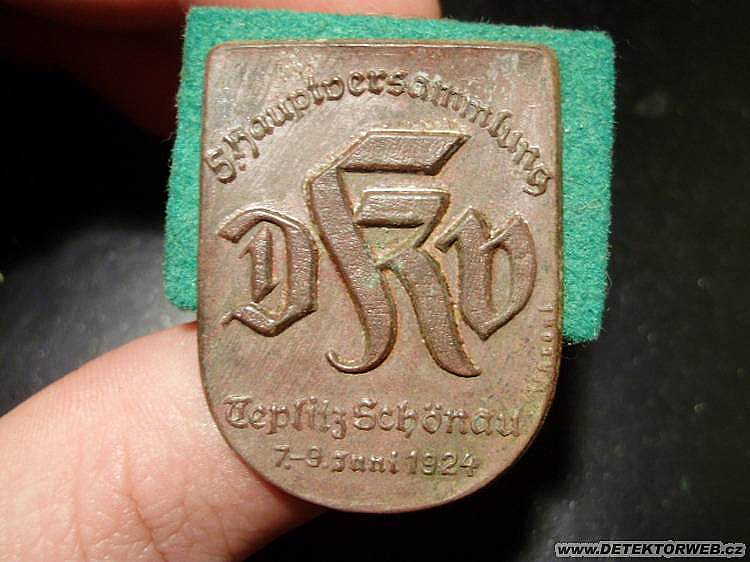 5. Hauptversammlung
DKV
Teplitz Schönau
7.-9. Juni 1924
www.DETEKTORWEB.cz